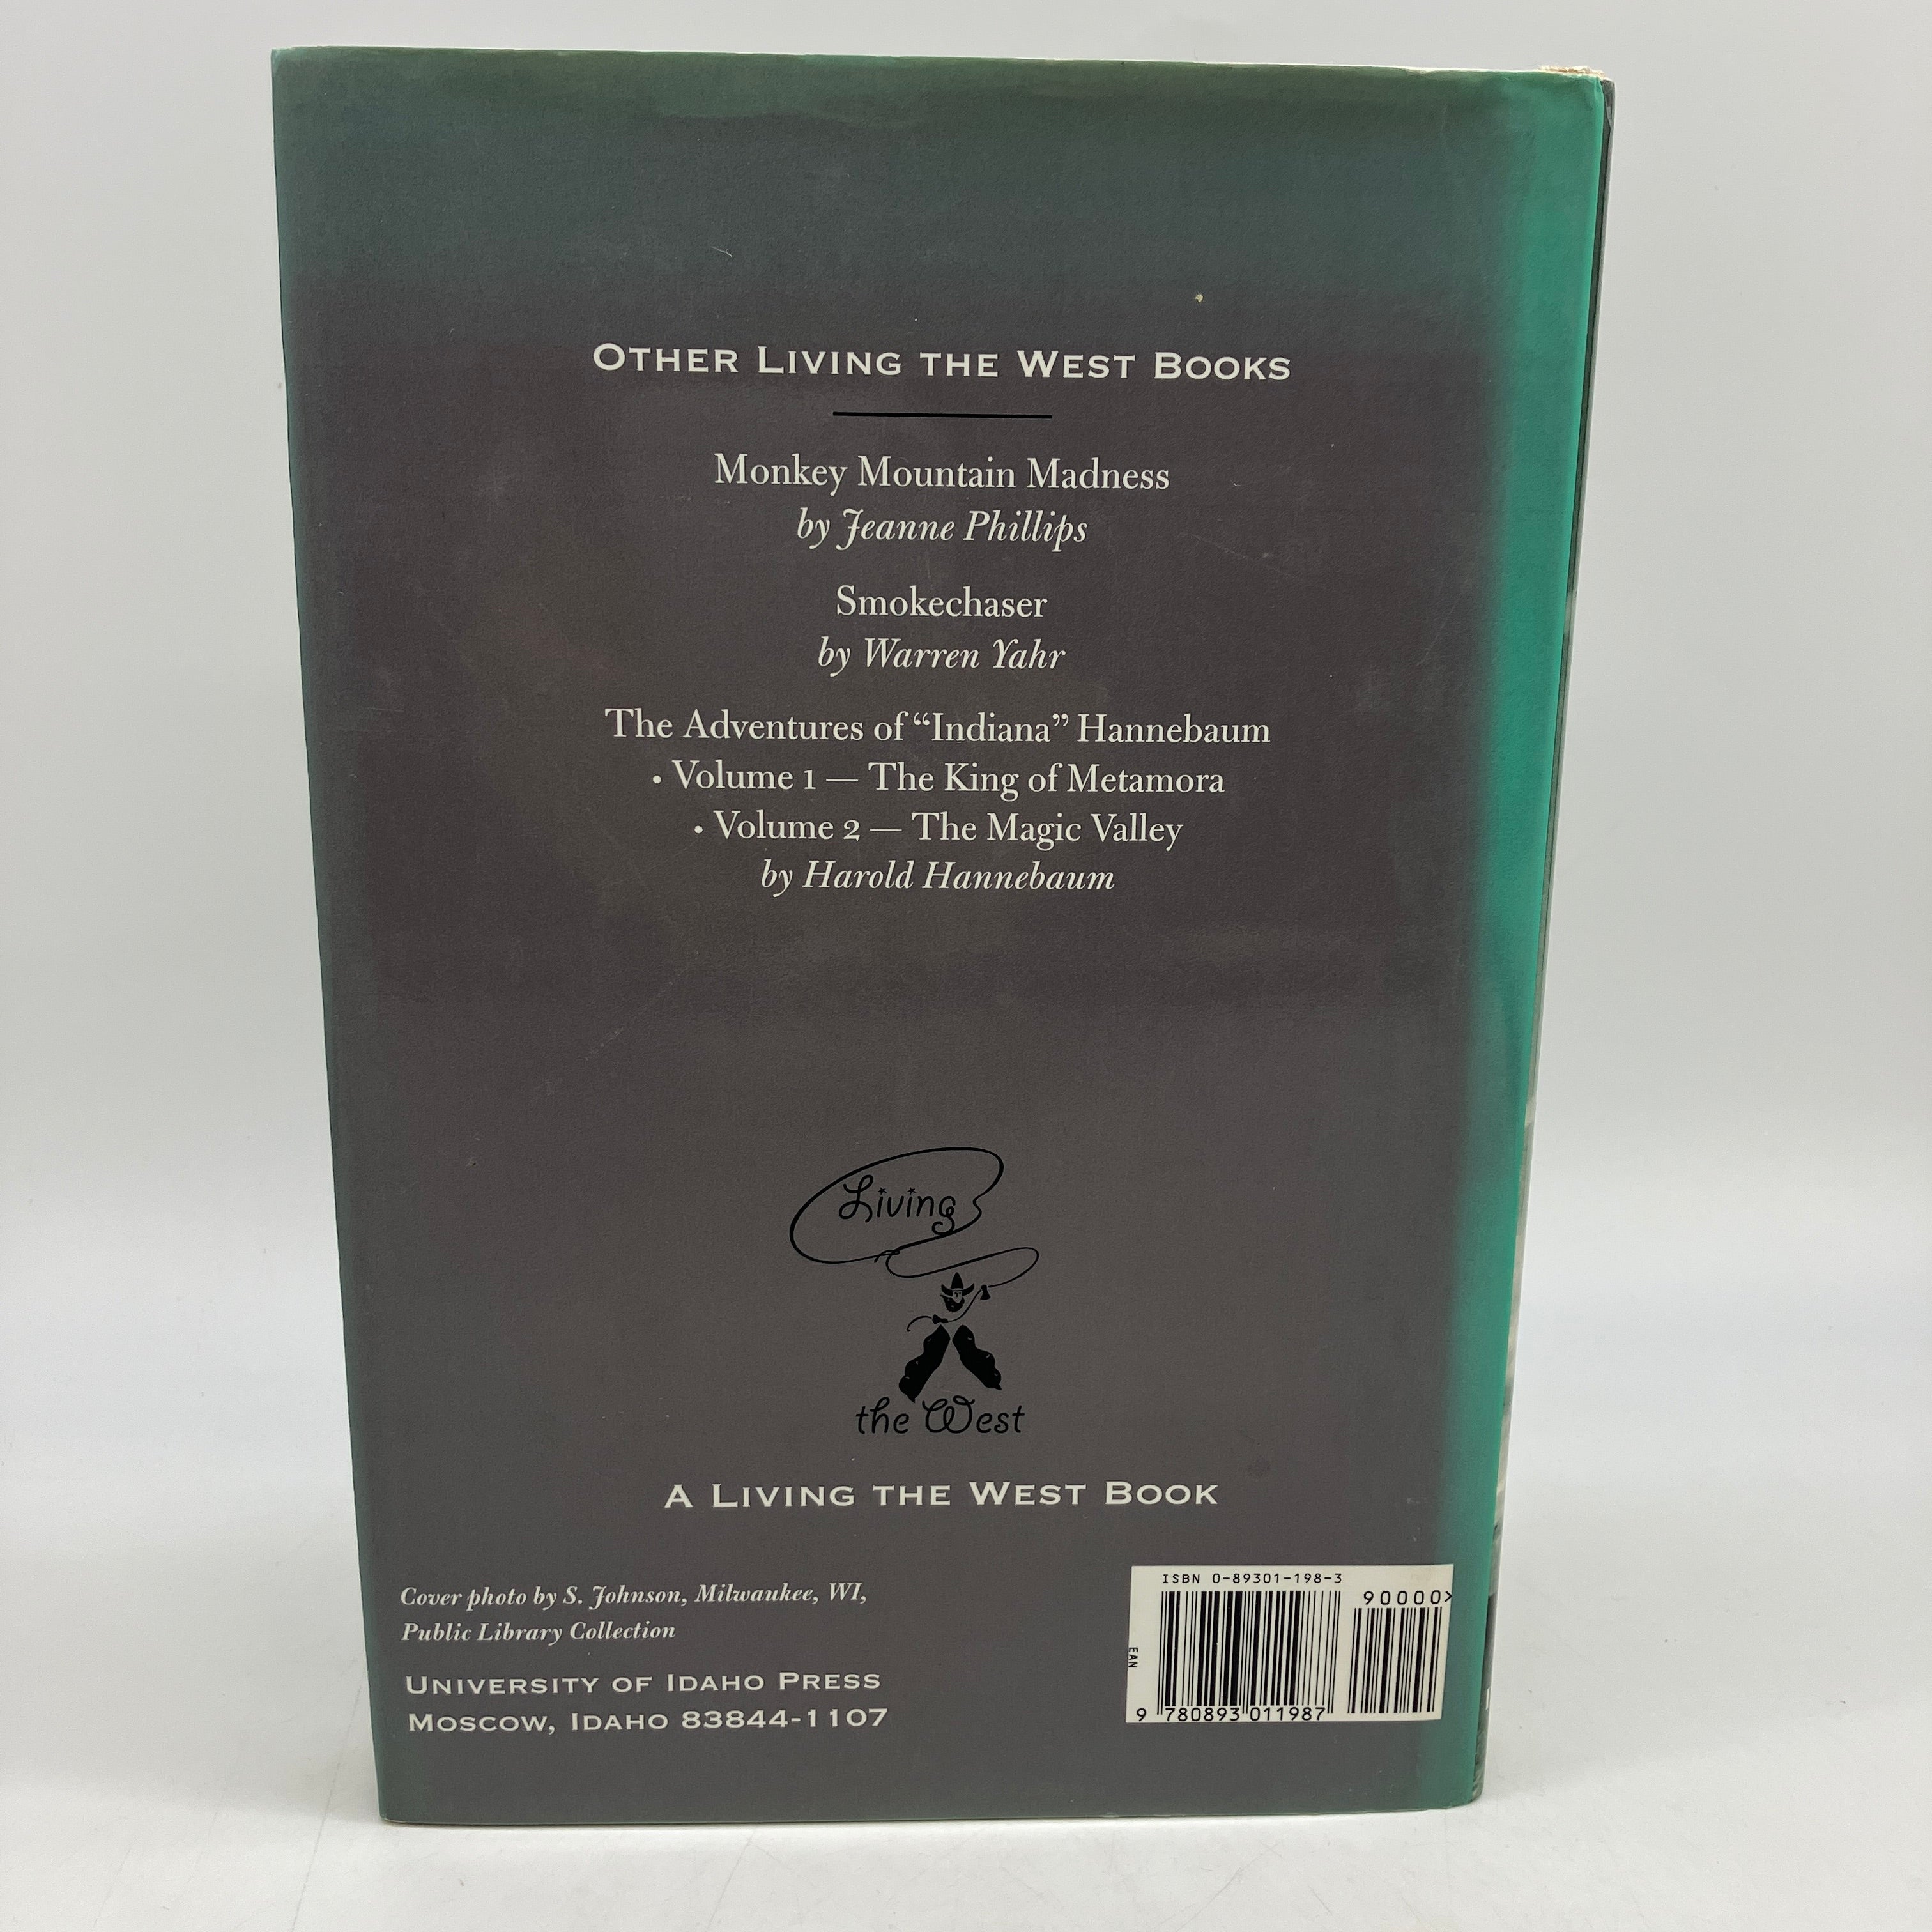 Other Living the West Books
Monkey Mountain Madness
by Jeanne Phillips
Smokechaser
by Warren Yahr
The Adventures of “Indiana” Hannebaum
• Volume 1 — The King of Metamora
• Volume 2 — The Magic Valley
by Harold Hannebaum
Living
the West
A Living the West Book
Cover photo by S. Johnson, Milwaukee, WI,
Public Library Collection
University of Idaho Press
Moscow, Idaho 83844-1107
ISBN 0-89301-198-3
90000>
EAN
9 780893 011987